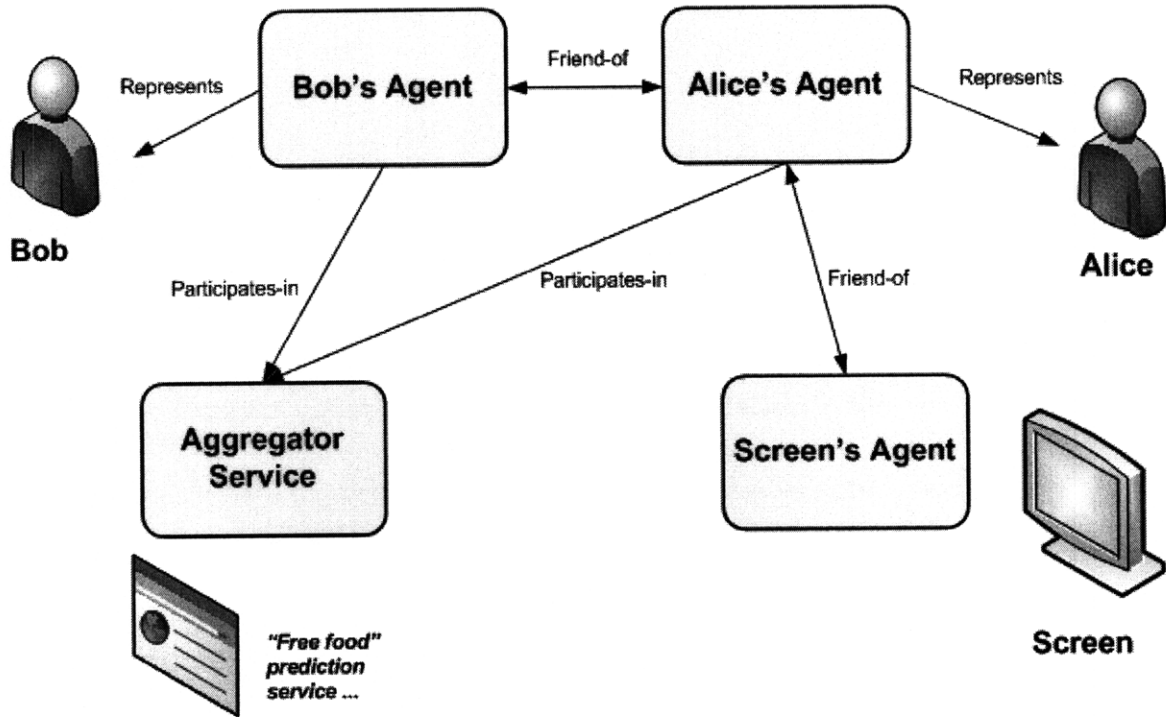 Represents
Bob's Agent
Friend-of
Alice's Agent
Represents
Bob
Alice
Participates-in
Participates-in
Friend-of
Aggregator
Service
Screen's Agent
"Free food"
prediction
service ...
Screen